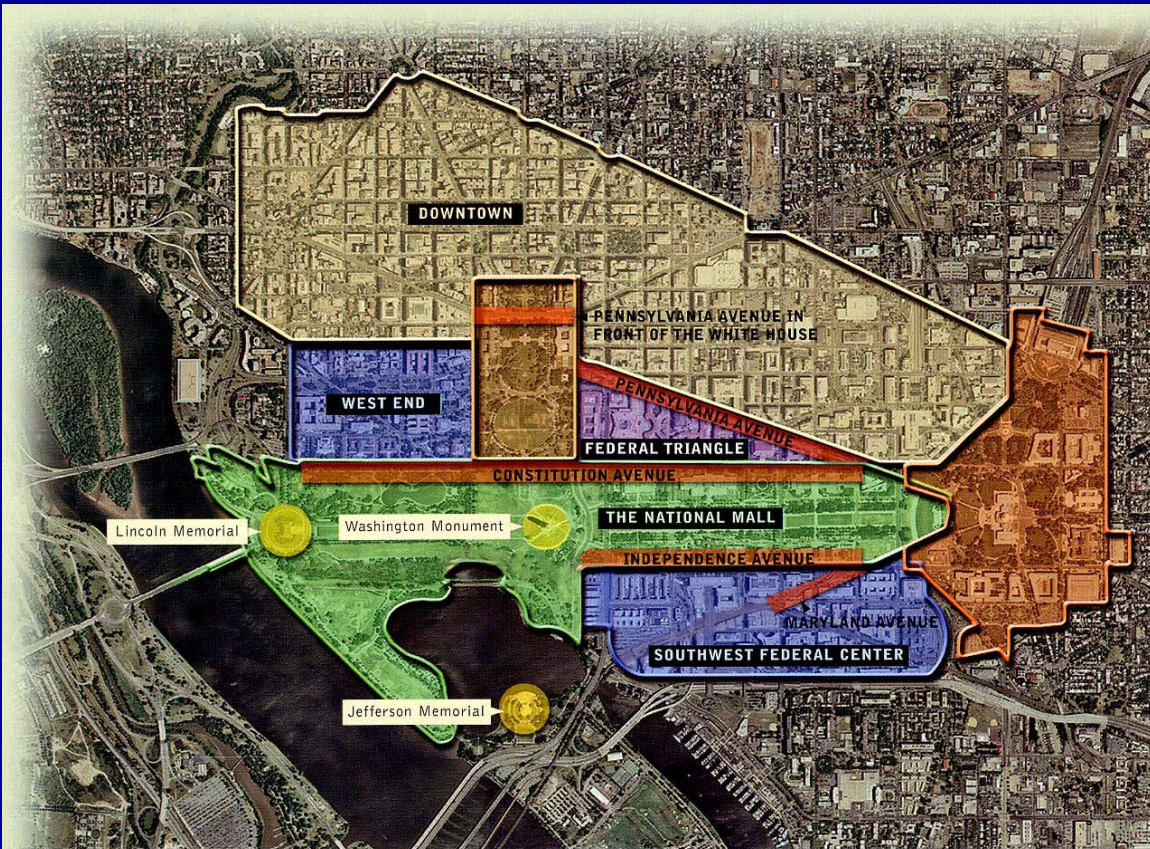 DOWNTOWN
PENNSYLVANIA AVENUE IN
FRONT OF THE WHITE HOUSE
WEST END
PENNSYLVANIA AVENUE
FEDERAL TRIANGLE
CONSTITUTION AVENUE
Lincoln Memorial
Washington Monument
THE NATIONAL MALL
INDEPENDENCE AVENUE
MARYLAND AVENUE
SOUTHWEST FEDERAL CENTER
Jefferson Memorial